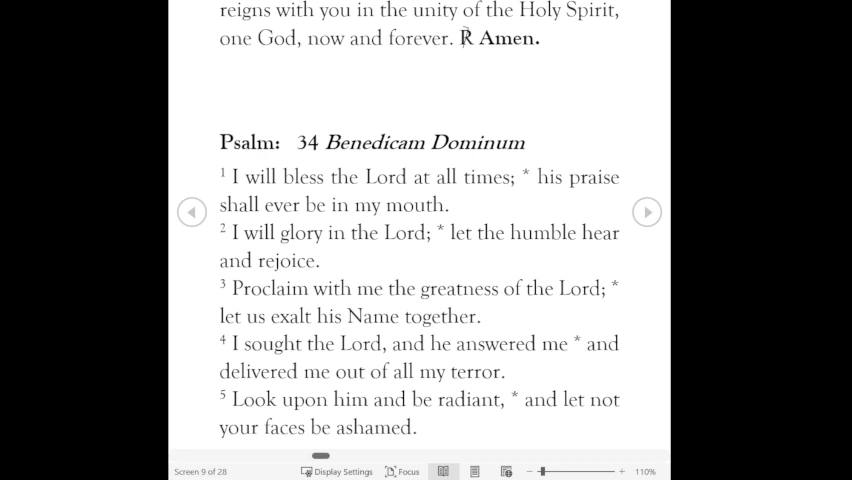 reigns with you in the unity of the Holy Spirit,
one God, now and forever. ℟ Amen.
Psalm: 34 Benedicam Dominum
1 I will bless the Lord at all times; * his praise
shall ever be in my mouth.
2 I will glory in the Lord; * let the humble hear
and rejoice.
3 Proclaim with me the greatness of the Lord; *
let us exalt his Name together.
4 I sought the Lord, and he answered me * and
delivered me out of all my terror.
5 Look upon him and be radiant, * and let not
your faces be ashamed.
Screen 9 of 28 Display Settings Focus − + 110%